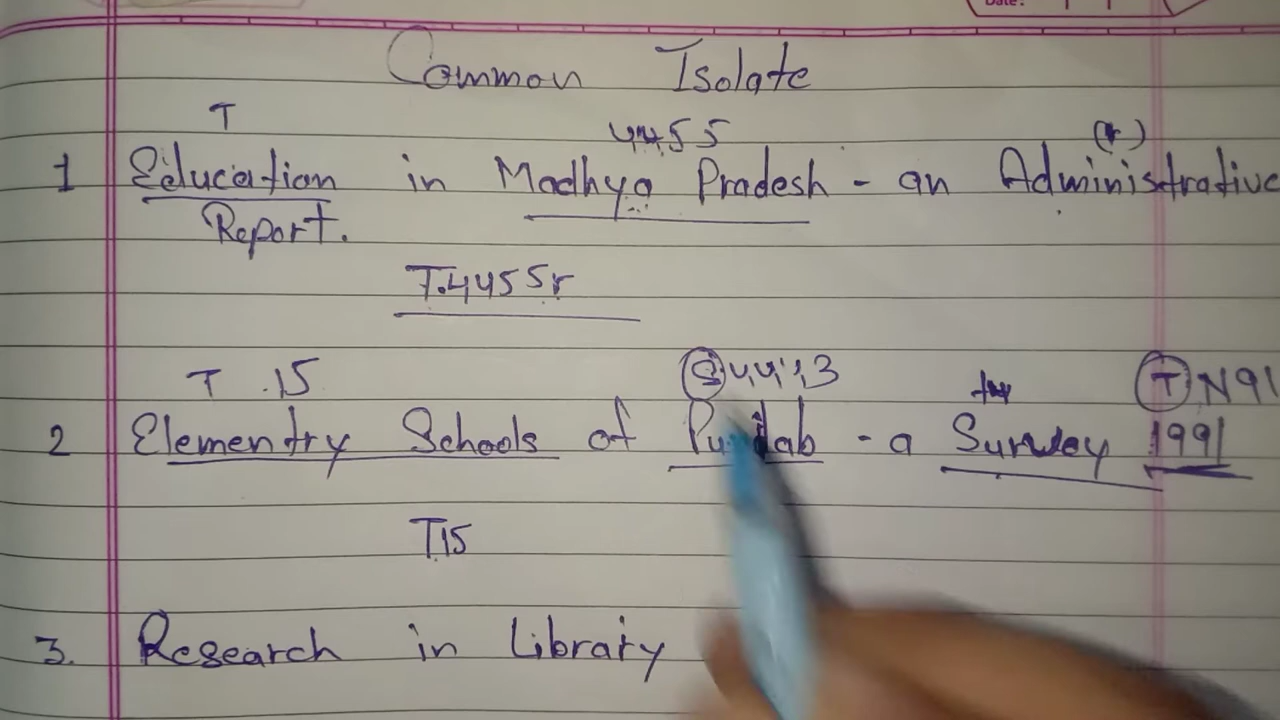 Date:
Common Isolate
T 4455 (r)
1 Education in Madhya Pradesh - an Administrative
Report.
T.4455r
T .15 S 44 3 T N91
2 Elementry Schools of Punjab - a Survey 1991
T15
3. Research in Library